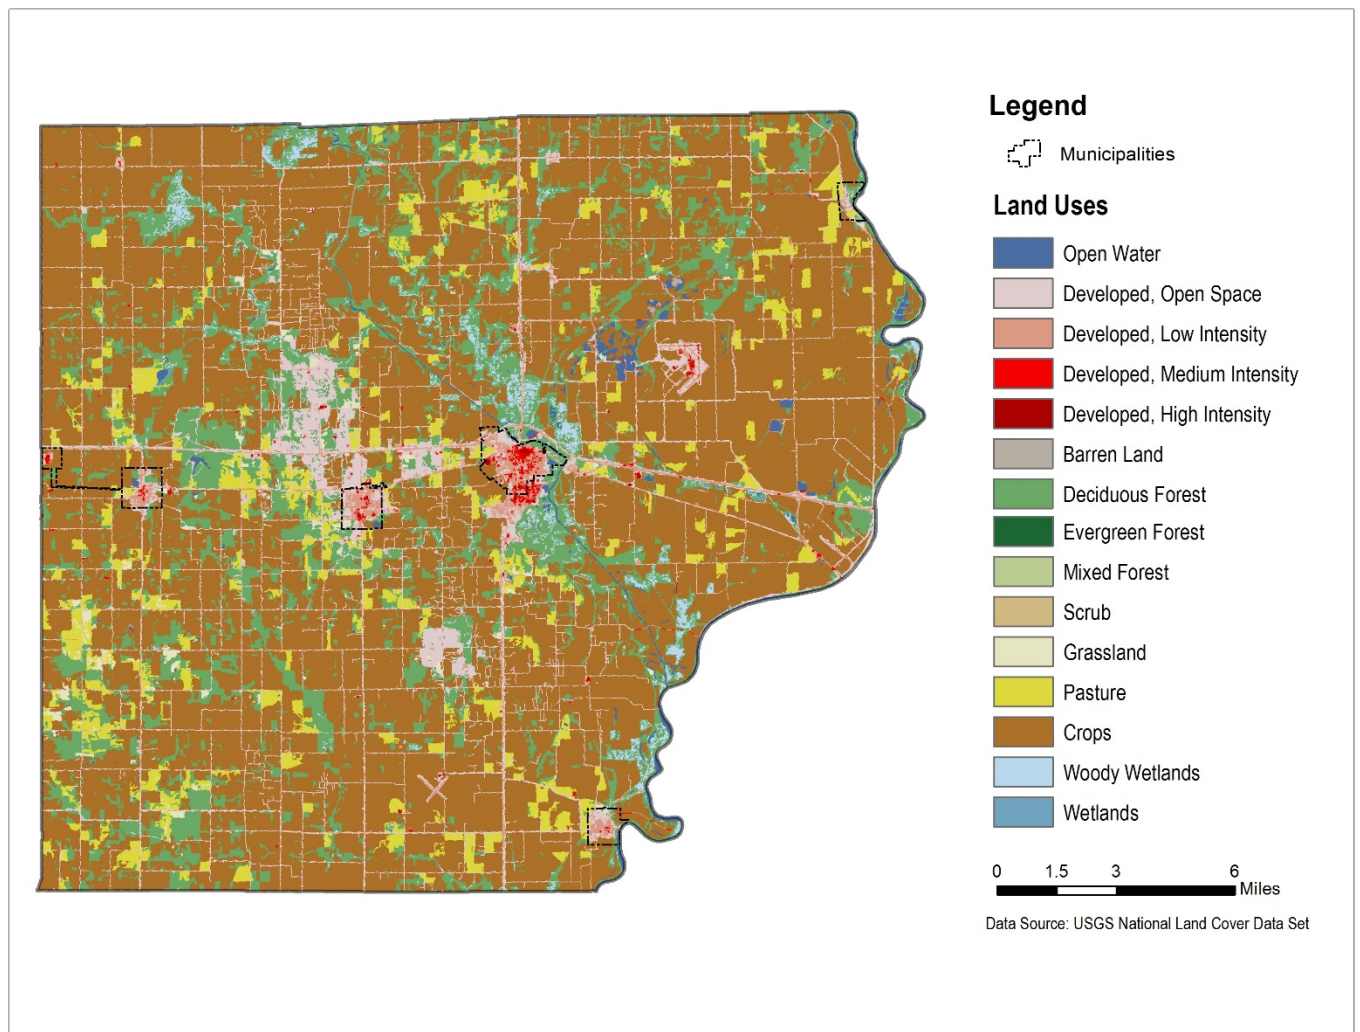 Legend
Municipalities
Land Uses
Open Water
Developed, Open Space
Developed, Low Intensity
Developed, Medium Intensity
Developed, High Intensity
Barren Land
Deciduous Forest
Evergreen Forest
Mixed Forest
Scrub
Grassland
Pasture
Crops
Woody Wetlands
Wetlands
0 1.5 3 6
Miles
Data Source: USGS National Land Cover Data Set